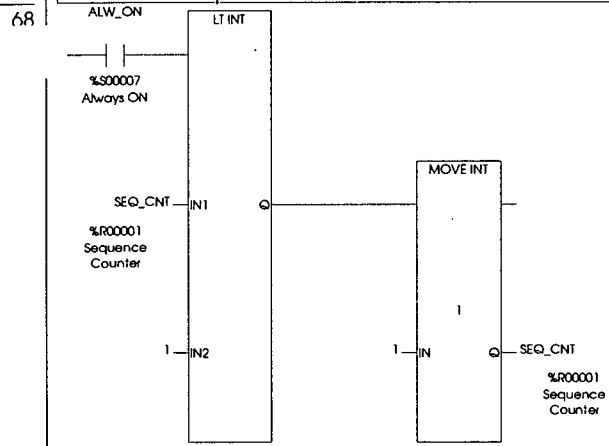 68
ALW_ON
LT INT
%S00007
Always ON
MOVE INT
SEQ_CNT
IN1
Q
%R00001
Sequence
Counter
1
1
IN2
1
IN
Q
SEQ_CNT
%R00001
Sequence
Counter